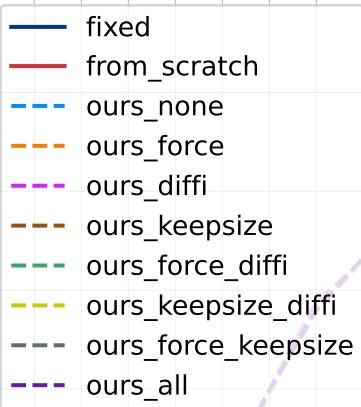 fixed
from_scratch
ours_none
ours_force
ours_diffi
ours_keepsize
ours_force_diffi
ours_keepsize_diffi
ours_force_keepsize
ours_all